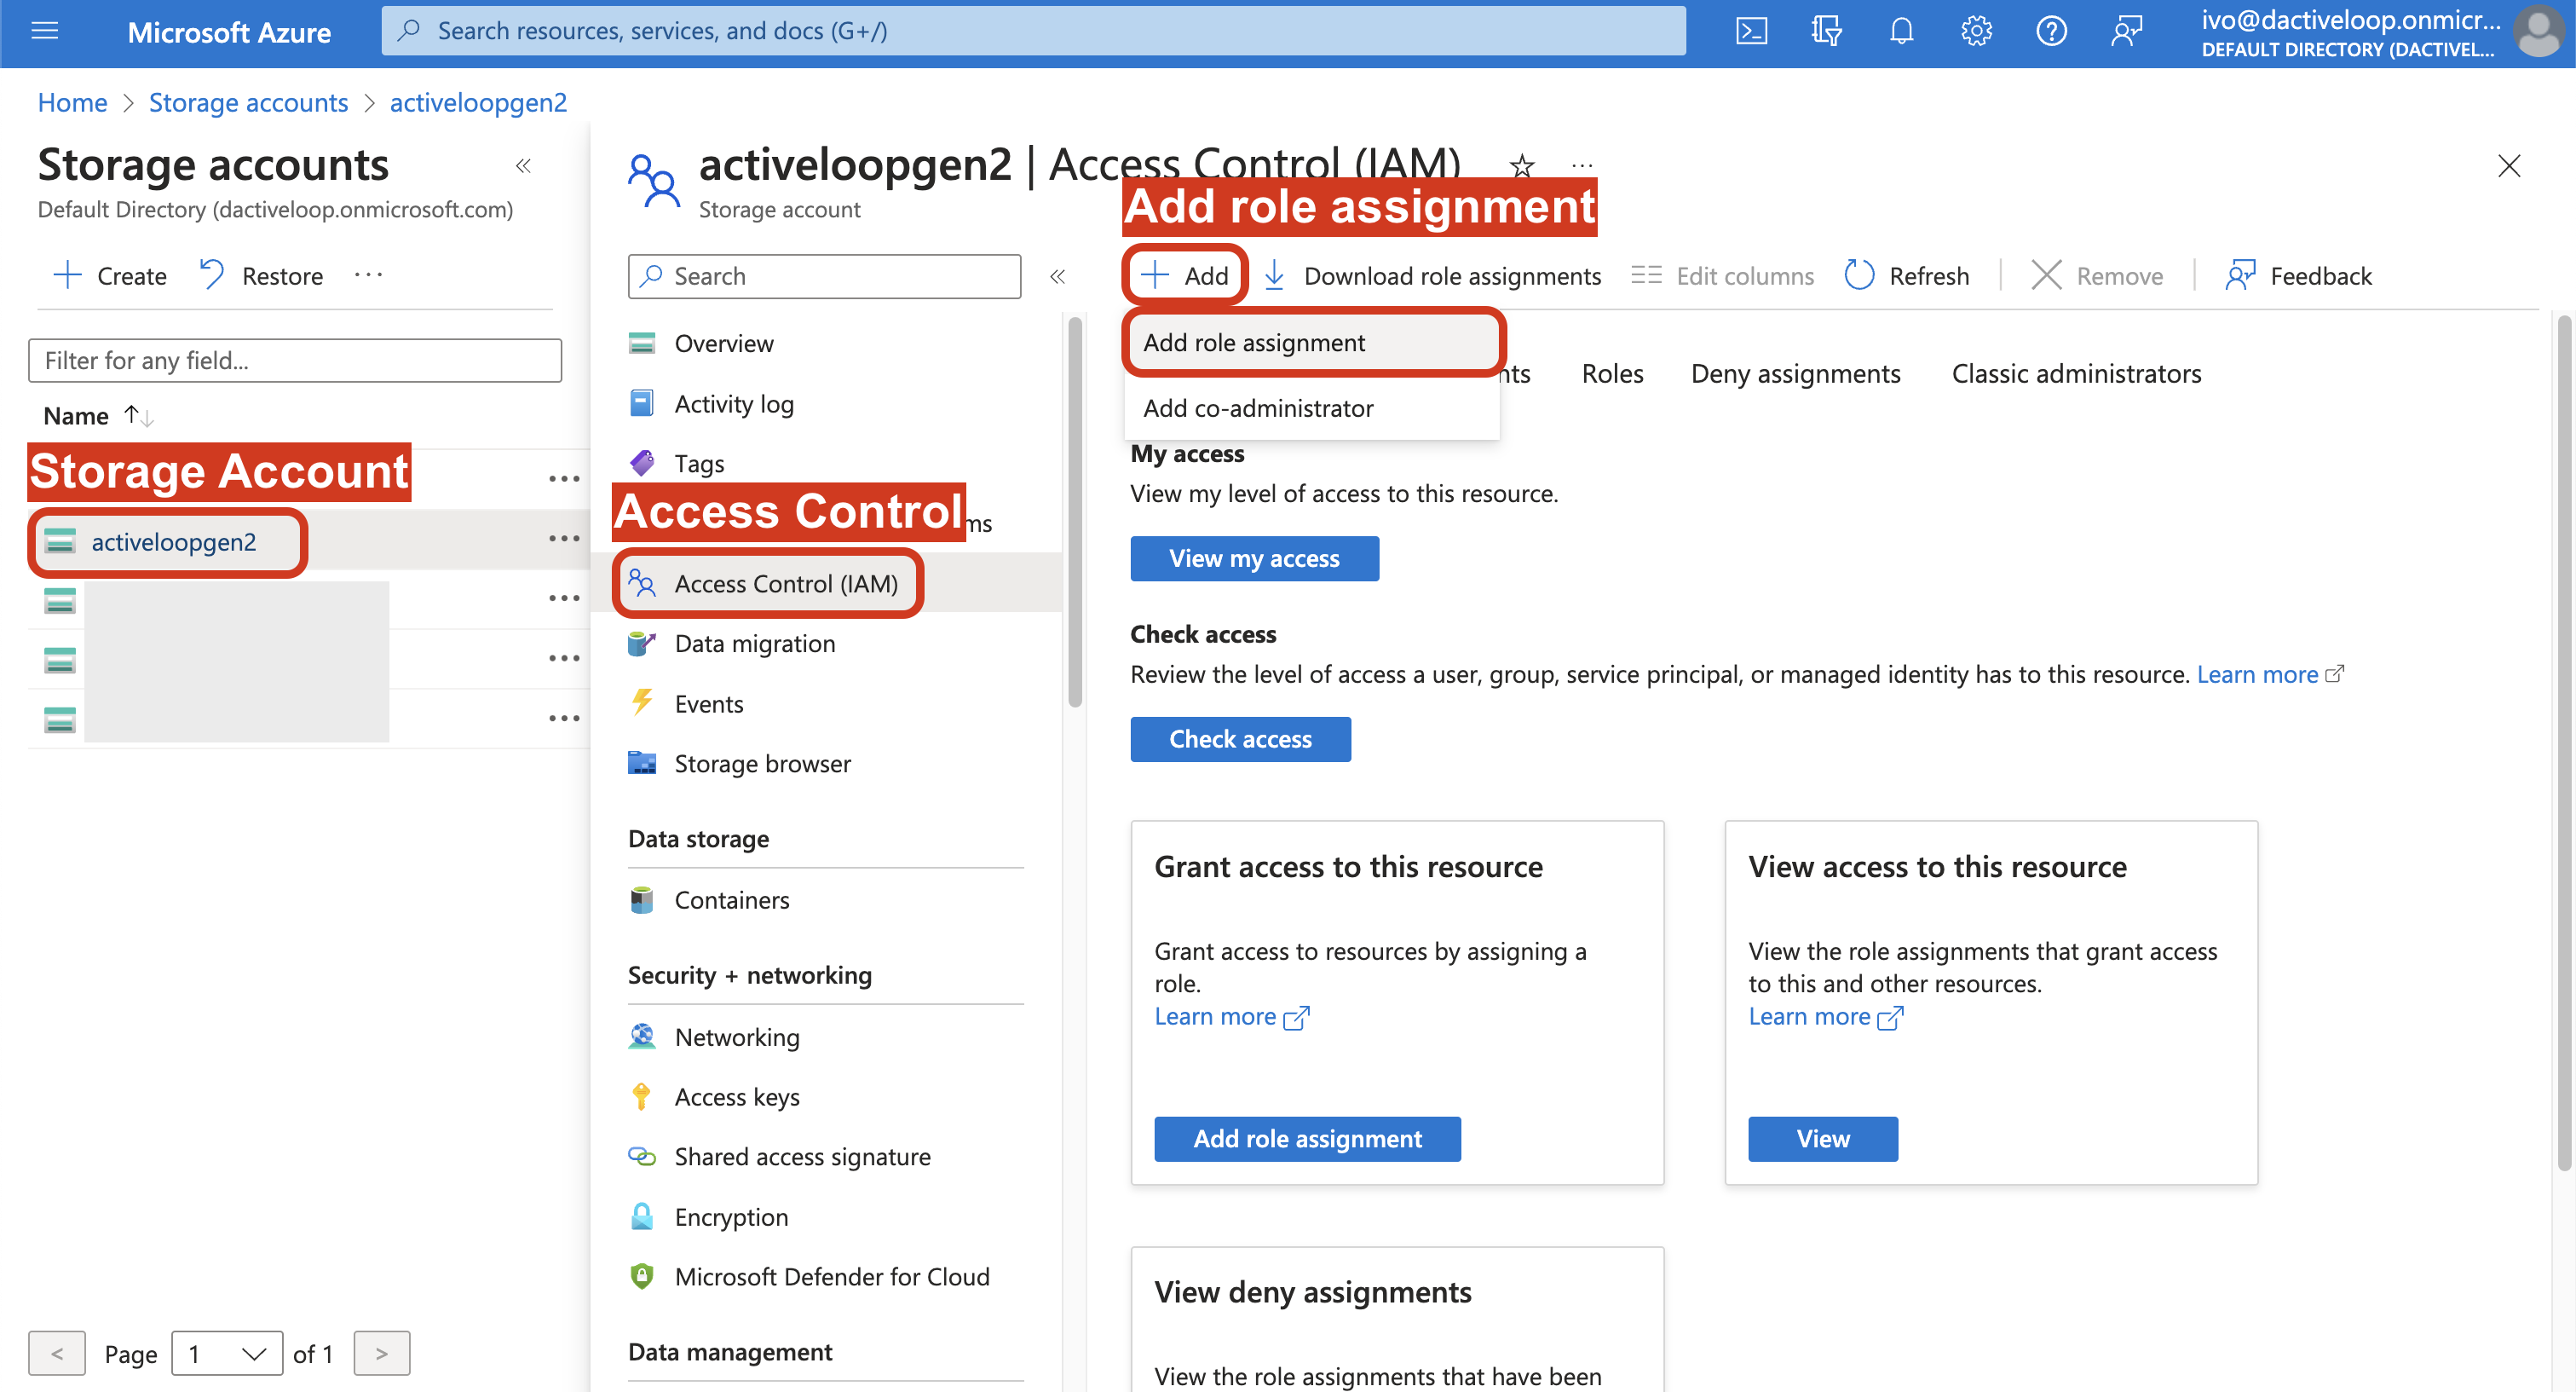 Microsoft Azure
Search resources, services, and docs (G+/)
ivo@dactiveloop.onmicr...
DEFAULT DIRECTORY (DACTIVEL...
Home > Storage accounts > activeloopgen2
Storage accounts
Default Directory (dactiveloop.onmicrosoft.com)
Create
Restore
Filter for any field...
Name
Storage Account
activeloopgen2
Page 1 of 1
activeloopgen2 | Access Control (IAM)
Storage account
Search
Overview
Activity log
Tags
Access Control
ms
Access Control (IAM)
Data migration
Events
Storage browser
Data storage
Containers
Security + networking
Networking
Access keys
Shared access signature
Encryption
Microsoft Defender for Cloud
Data management
Add role assignment
Add
Download role assignments
Edit columns
Refresh
Remove
Feedback
Add role assignment
Add co-administrator
nts
Roles
Deny assignments
Classic administrators
My access
View my level of access to this resource.
View my access
Check access
Review the level of access a user, group, service principal, or managed identity has to this resource. Learn more
Check access
Grant access to this resource
Grant access to resources by assigning a
role.
Learn more
Add role assignment
View access to this resource
View the role assignments that grant access
to this and other resources.
Learn more
View
View deny assignments
View the role assignments that have been